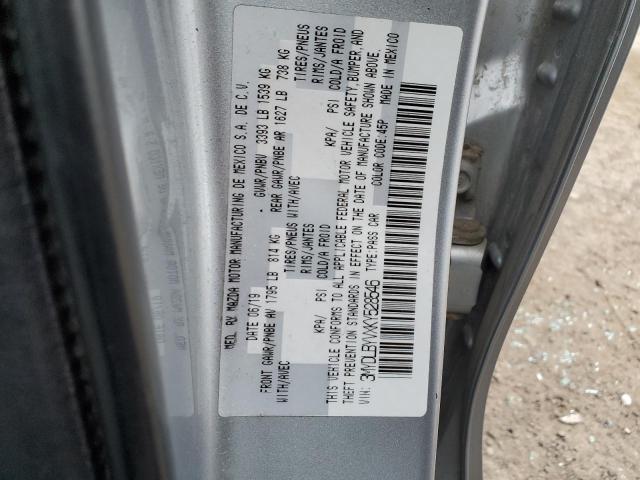 MFD. BY MAZDA MOTOR MANUFACTURING DE MEXICO S.A. DE C.V.
DATE 06/19 - GVWR/PNBV 3393 LB 1539 KG
FRONT GAWR/PNBE AV 1795 LB 814 KG REAR GAWR/PNBE AR 1627 LB 738 KG
WITH/AVEC TIRES/PNEUS WITH/AVEC TIRES/PNEUS
RIMS/JANTES RIMS/JANTES
KPA/ PSI COLD/A FROID KPA/ PSI COLD/A FROID
THIS VEHICLE CONFORMS TO ALL APPLICABLE FEDERAL MOTOR VEHICLE SAFETY, BUMPER, AND
THEFT PREVENTION STANDARDS IN EFFECT ON THE DATE OF MANUFACTURE SHOWN ABOVE.
VIN: 3MYDLBYVXKY528546 TYPE:PASS CAR COLOR CODE:45P MADE IN MEXICO